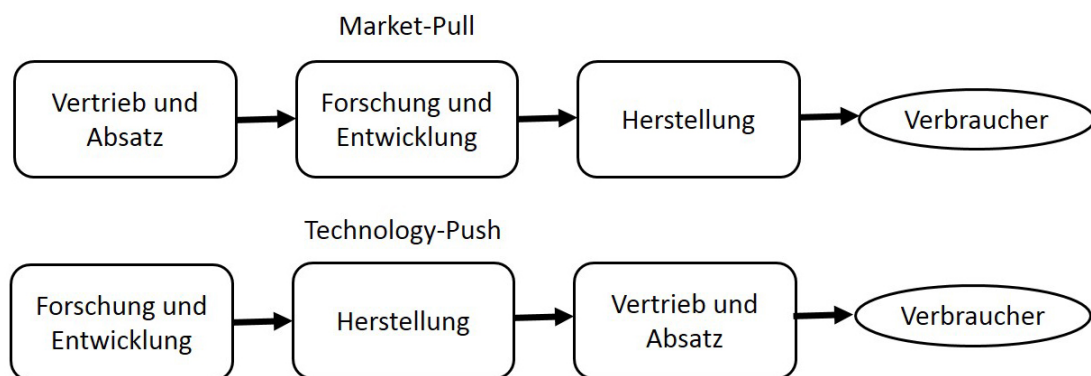 Market-Pull
Vertrieb und
Absatz
Forschung und
Entwicklung
Herstellung
Verbraucher
Technology-Push
Forschung und
Entwicklung
Herstellung
Vertrieb und
Absatz
Verbraucher